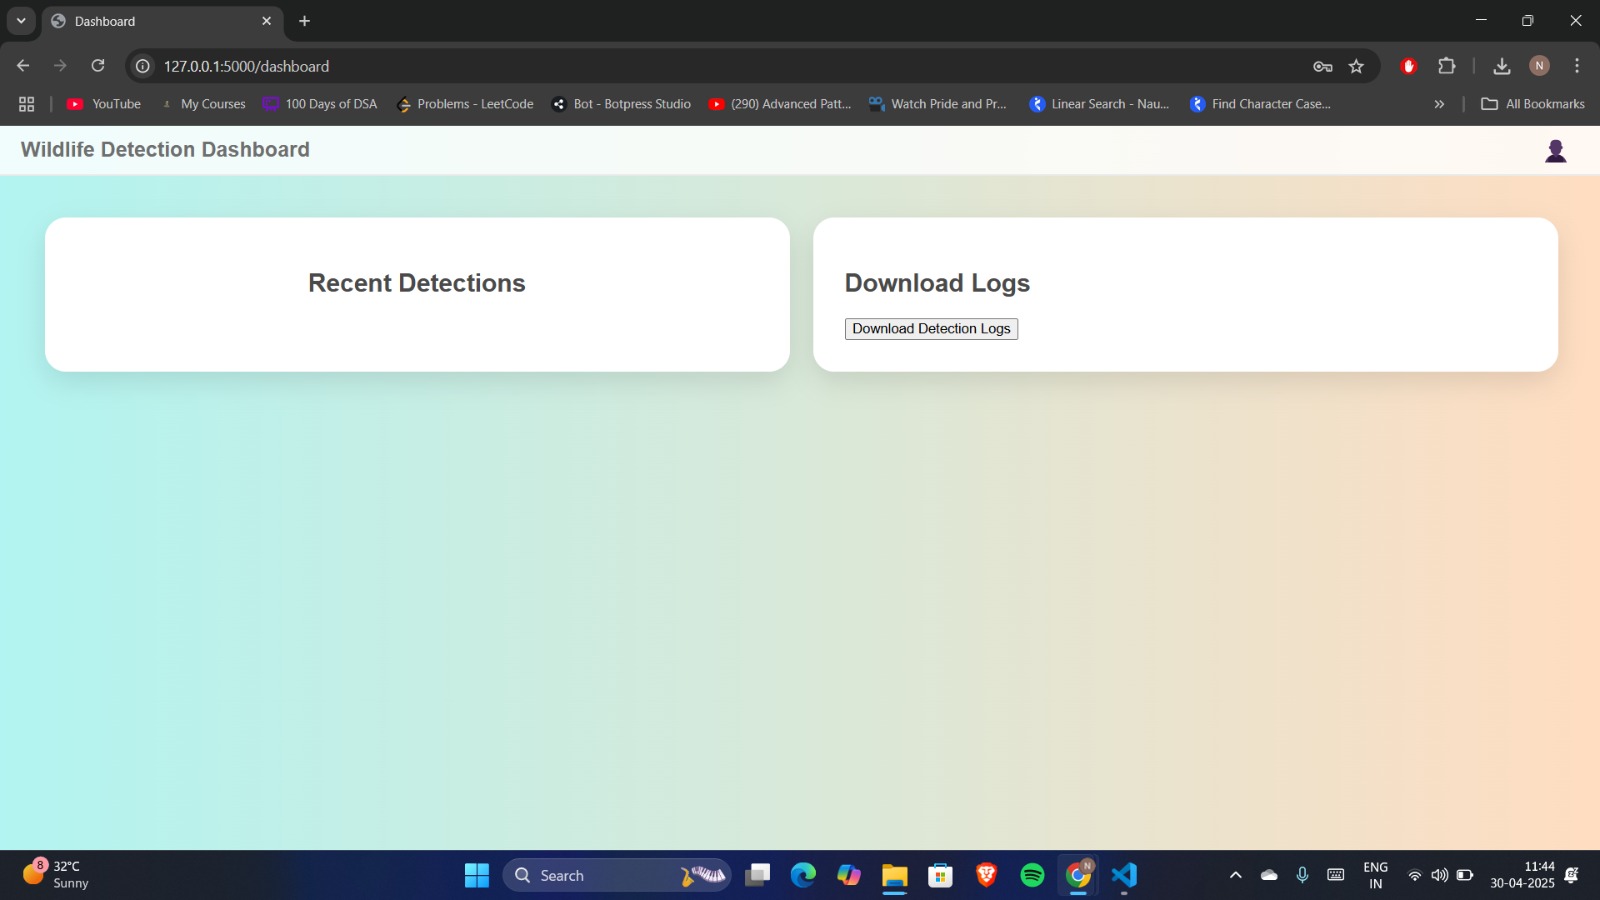 Dashboard
127.0.0.1:5000/dashboard
N
YouTube
My Courses
100 Days of DSA
Problems - LeetCode
Bot - Botpress Studio
(290) Advanced Patt...
Watch Pride and Pr...
Linear Search - Nau...
Find Character Case...
All Bookmarks
Wildlife Detection Dashboard
Recent Detections
Download Logs
Download Detection Logs
8
32°C
Sunny
Search
N
ENG
IN
11:44
30-04-2025